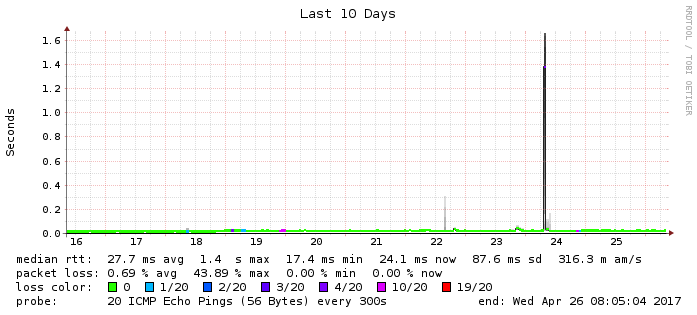 Last 10 Days
RRDTOOL / TOBI OETIKER
Seconds
1.6
1.4
1.2
1.0
0.8
0.6
0.4
0.2
0.0
16 17 18 19 20 21 22 23 24 25
median rtt: 27.7 ms avg 1.4 s max 17.4 ms min 24.1 ms now 87.6 ms sd 316.3 m am/s
packet loss: 0.69 % avg 43.89 % max 0.00 % min 0.00 % now
loss color: 0 1/20 2/20 3/20 4/20 10/20 19/20
probe: 20 ICMP Echo Pings (56 Bytes) every 300s end: Wed Apr 26 08:05:04 2017